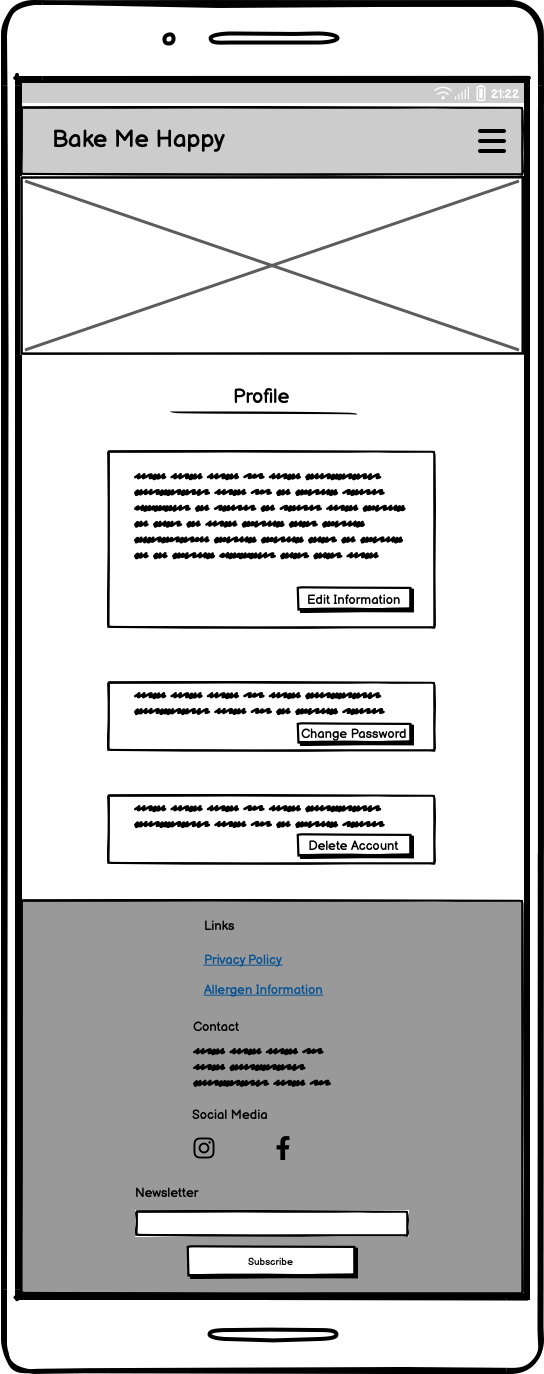 21:22
Bake Me Happy
Profile
Edit Information
Change Password
Delete Account
Links
Privacy Policy
Allergen Information
Contact
Social Media
Newsletter
Subscribe